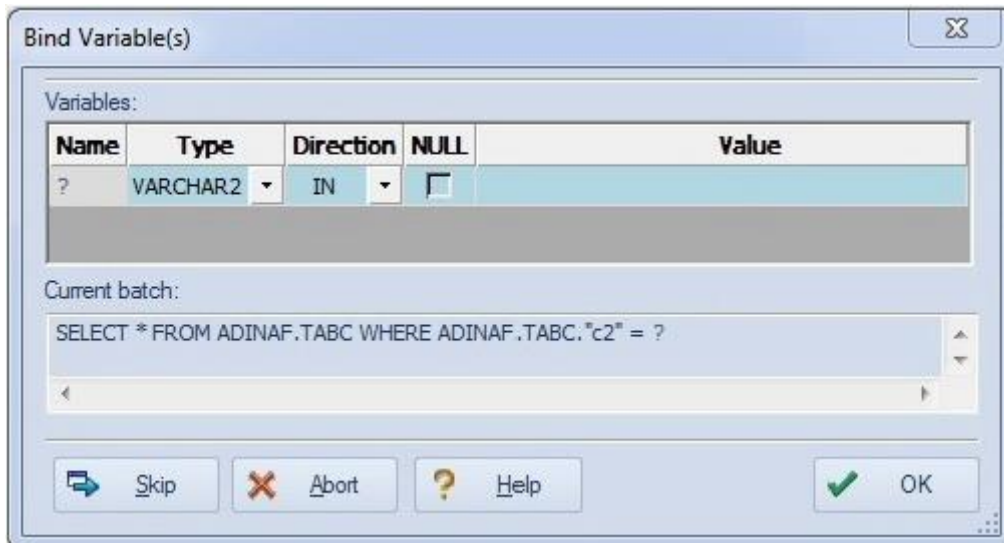 Bind Variable(s)
Variables:
Name Type Direction NULL Value
? VARCHAR2 IN
Current batch:
SELECT * FROM ADINAF.TABC WHERE ADINAF.TABC."c2" = ?
Skip Abort Help OK